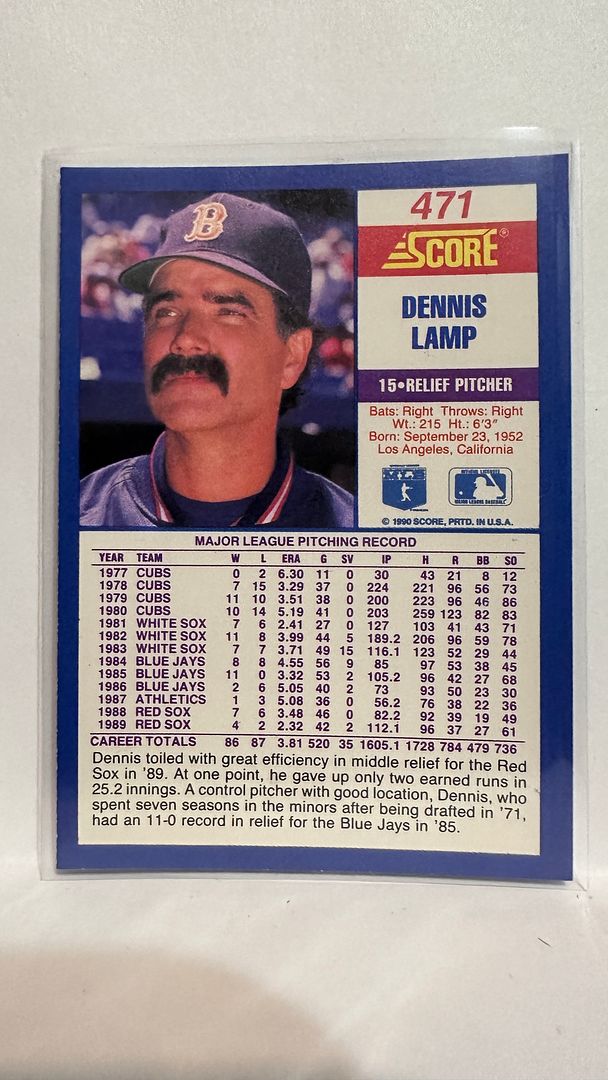 B
471
SCORE®
DENNIS
LAMP
15•RELIEF PITCHER
Bats: Right Throws: Right
Wt.: 215 Ht.: 6'3"
Born: September 23, 1952
Los Angeles, California
OFFICIAL LICENSEE
MAJOR LEAGUE BASEBALL
© 1990 SCORE, PRTD. IN U.S.A.
MAJOR LEAGUE PITCHING RECORD
YEAR TEAM W L ERA G SV IP H R BB SO
1977 CUBS 0 2 6.30 11 0 30 43 21 8 12
1978 CUBS 7 15 3.29 37 0 224 221 96 56 73
1979 CUBS 11 10 3.51 38 0 200 223 96 46 86
1980 CUBS 10 14 5.19 41 0 203 259 123 82 83
1981 WHITE SOX 7 6 2.41 27 0 127 103 41 43 71
1982 WHITE SOX 11 8 3.99 44 5 189.2 206 96 59 78
1983 WHITE SOX 7 7 3.71 49 15 116.1 123 52 29 44
1984 BLUE JAYS 8 8 4.55 56 9 85 97 53 38 45
1985 BLUE JAYS 11 0 3.32 53 2 105.2 96 42 27 68
1986 BLUE JAYS 2 6 5.05 40 2 73 93 50 23 30
1987 ATHLETICS 1 3 5.08 36 0 56.2 76 38 22 36
1988 RED SOX 7 6 3.48 46 0 82.2 92 39 19 49
1989 RED SOX 4 2 2.32 42 2 112.1 96 37 27 61
CAREER TOTALS 86 87 3.81 520 35 1605.1 1728 784 479 736
Dennis toiled with great efficiency in middle relief for the Red
Sox in '89. At one point, he gave up only two earned runs in
25.2 innings. A control pitcher with good location, Dennis, who
spent seven seasons in the minors after being drafted in '71,
had an 11-0 record in relief for the Blue Jays in '85.